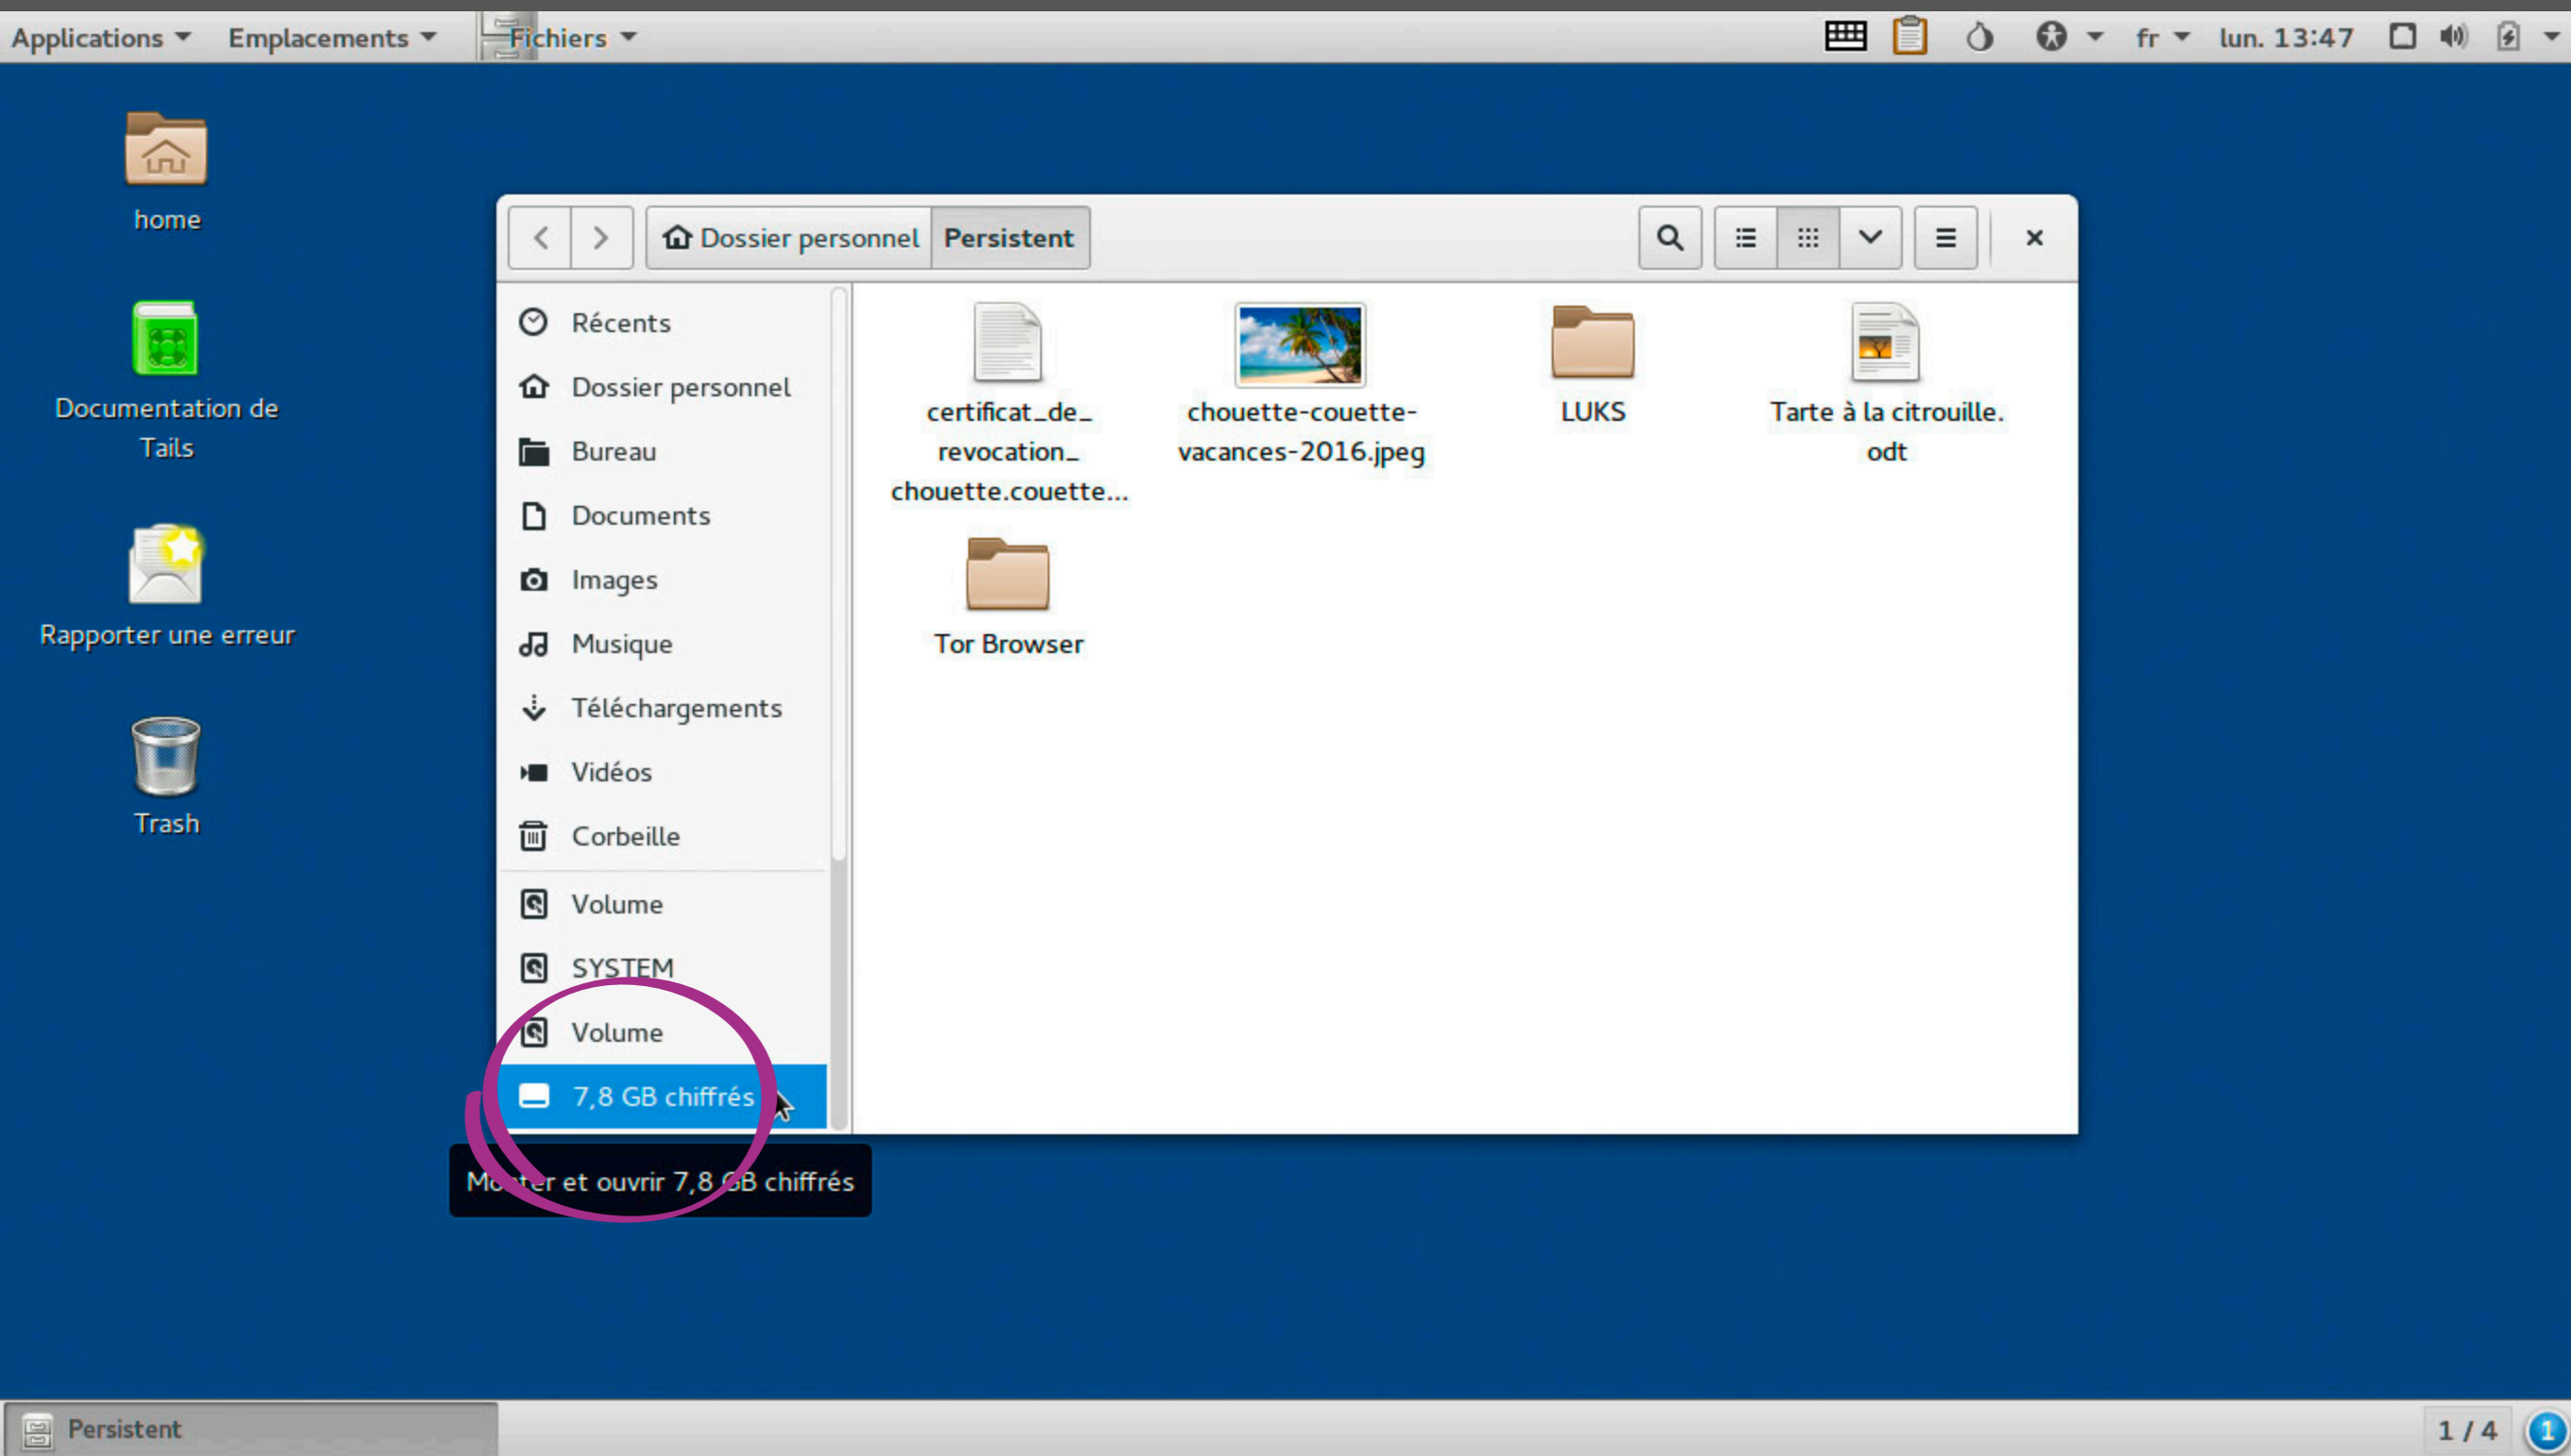 Applications Emplacements Fichiers fr lun. 13:47
home
Documentation de
Tails
Rapporter une erreur
Trash
Dossier personnel Persistent
Récents
Dossier personnel
Bureau
Documents
Images
Musique
Téléchargements
Vidéos
Corbeille
Volume
SYSTEM
Volume
7,8 GB chiffrés
Monter et ouvrir 7,8 GB chiffrés
certificat_de_
revocation_
chouette.couette...
chouette-couette-
vacances-2016.jpeg
LUKS
Tarte à la citrouille.
odt
Tor Browser
Persistent
1 / 4 1